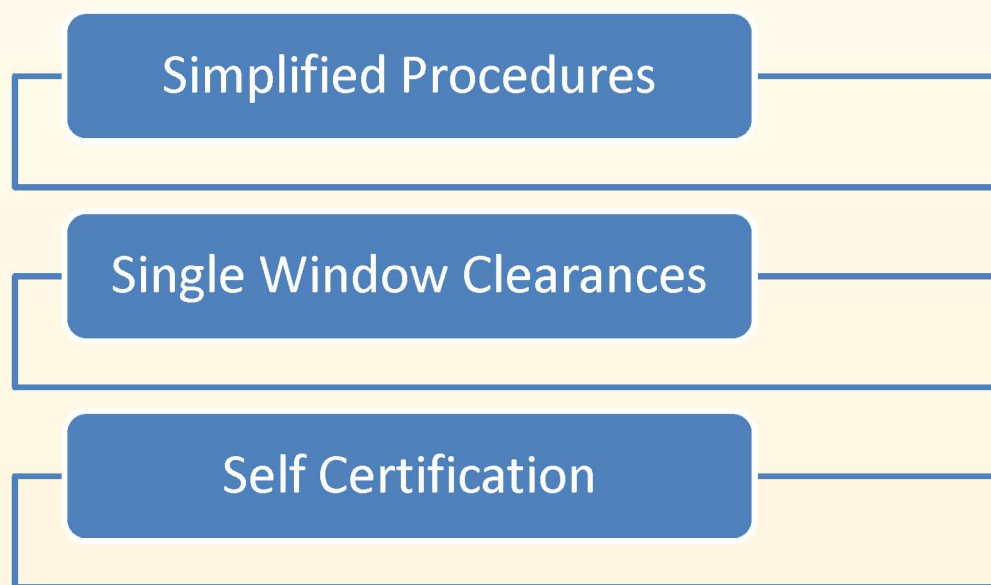 Simplified Procedures
Single Window Clearances
Self Certification